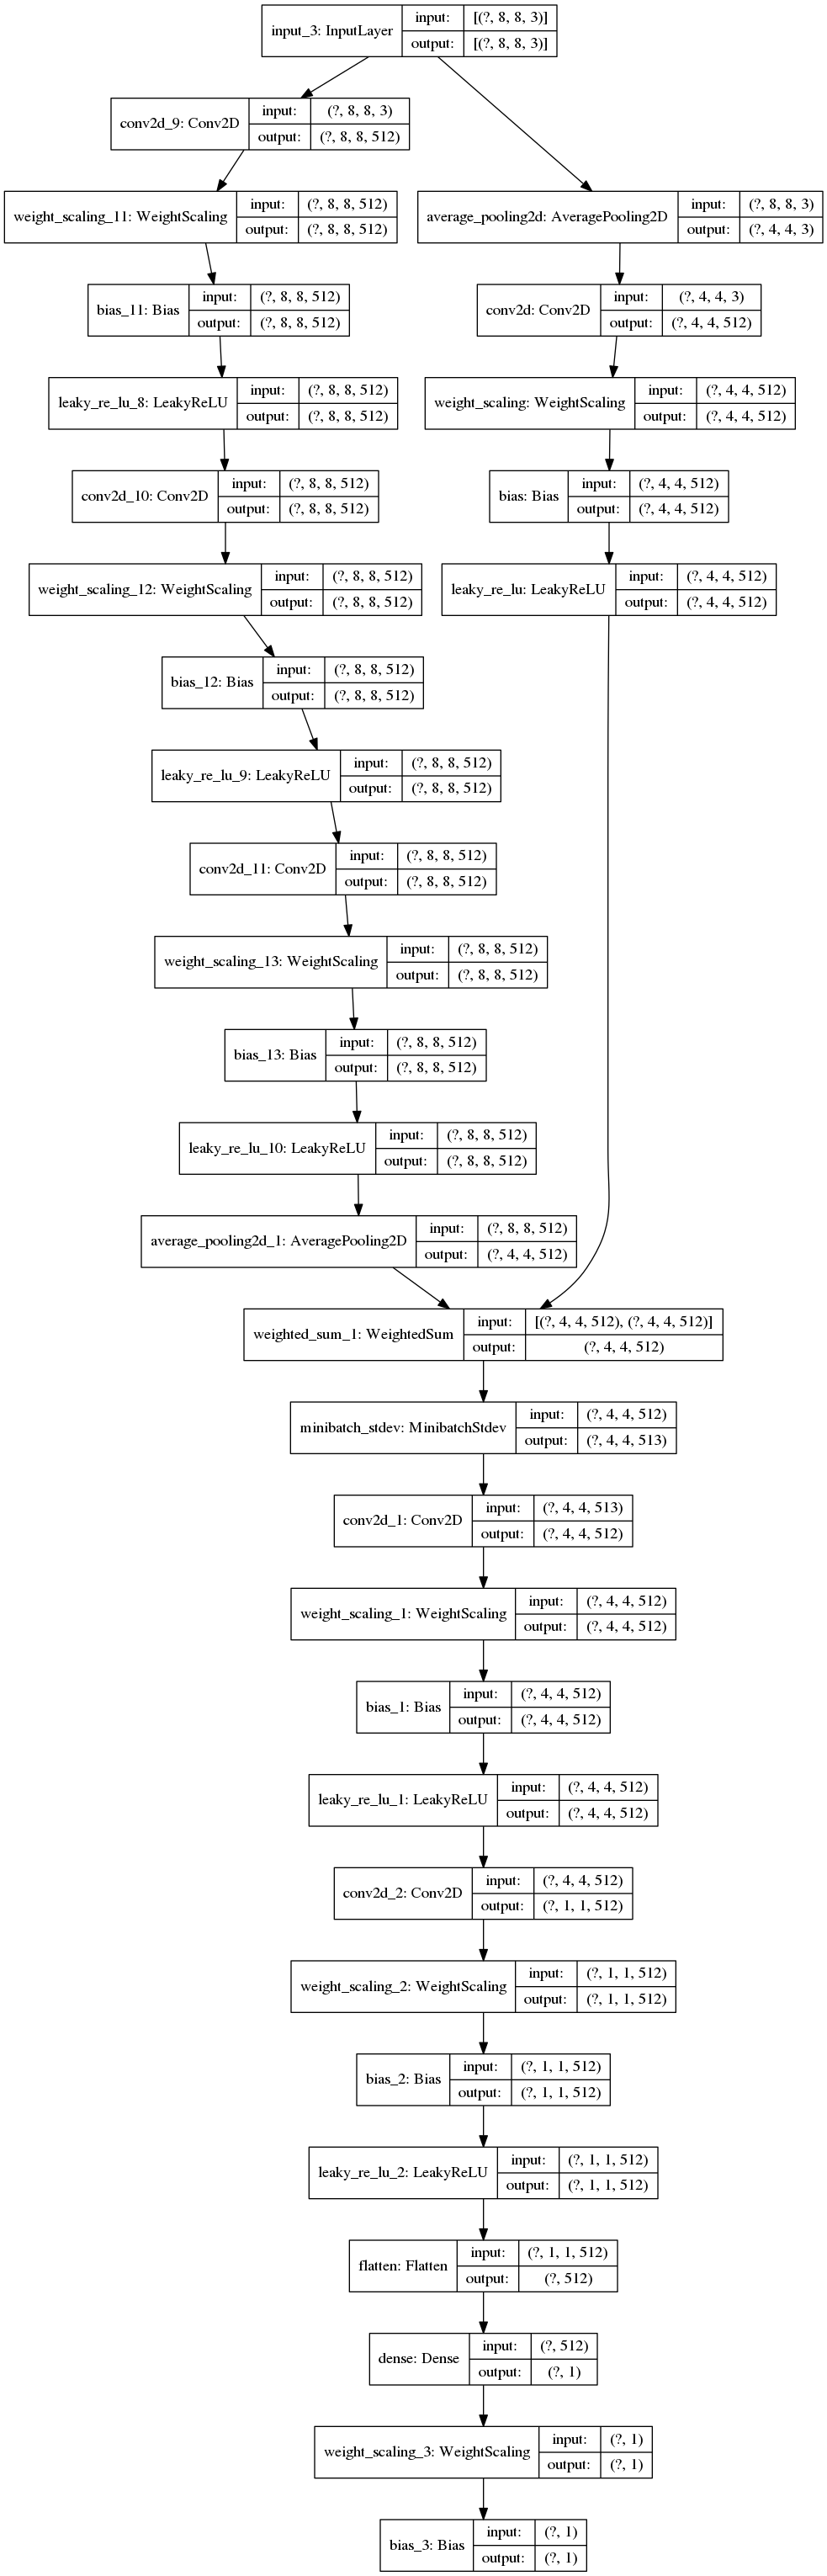 input_3: InputLayer
input: [(?, 8, 8, 3)]
output: [(?, 8, 8, 3)]
conv2d_9: Conv2D
input: (?, 8, 8, 3)
output: (?, 8, 8, 512)
weight_scaling_11: WeightScaling
input: (?, 8, 8, 512)
output: (?, 8, 8, 512)
average_pooling2d: AveragePooling2D
input: (?, 8, 8, 3)
output: (?, 4, 4, 3)
bias_11: Bias
input: (?, 8, 8, 512)
output: (?, 8, 8, 512)
conv2d: Conv2D
input: (?, 4, 4, 3)
output: (?, 4, 4, 512)
leaky_re_lu_8: LeakyReLU
input: (?, 8, 8, 512)
output: (?, 8, 8, 512)
weight_scaling: WeightScaling
input: (?, 4, 4, 512)
output: (?, 4, 4, 512)
conv2d_10: Conv2D
input: (?, 8, 8, 512)
output: (?, 8, 8, 512)
bias: Bias
input: (?, 4, 4, 512)
output: (?, 4, 4, 512)
weight_scaling_12: WeightScaling
input: (?, 8, 8, 512)
output: (?, 8, 8, 512)
leaky_re_lu: LeakyReLU
input: (?, 4, 4, 512)
output: (?, 4, 4, 512)
bias_12: Bias
input: (?, 8, 8, 512)
output: (?, 8, 8, 512)
leaky_re_lu_9: LeakyReLU
input: (?, 8, 8, 512)
output: (?, 8, 8, 512)
conv2d_11: Conv2D
input: (?, 8, 8, 512)
output: (?, 8, 8, 512)
weight_scaling_13: WeightScaling
input: (?, 8, 8, 512)
output: (?, 8, 8, 512)
bias_13: Bias
input: (?, 8, 8, 512)
output: (?, 8, 8, 512)
leaky_re_lu_10: LeakyReLU
input: (?, 8, 8, 512)
output: (?, 8, 8, 512)
average_pooling2d_1: AveragePooling2D
input: (?, 8, 8, 512)
output: (?, 4, 4, 512)
weighted_sum_1: WeightedSum
input: [(?, 4, 4, 512), (?, 4, 4, 512)]
output: (?, 4, 4, 512)
minibatch_stdev: MinibatchStdev
input: (?, 4, 4, 512)
output: (?, 4, 4, 513)
conv2d_1: Conv2D
input: (?, 4, 4, 513)
output: (?, 4, 4, 512)
weight_scaling_1: WeightScaling
input: (?, 4, 4, 512)
output: (?, 4, 4, 512)
bias_1: Bias
input: (?, 4, 4, 512)
output: (?, 4, 4, 512)
leaky_re_lu_1: LeakyReLU
input: (?, 4, 4, 512)
output: (?, 4, 4, 512)
conv2d_2: Conv2D
input: (?, 4, 4, 512)
output: (?, 1, 1, 512)
weight_scaling_2: WeightScaling
input: (?, 1, 1, 512)
output: (?, 1, 1, 512)
bias_2: Bias
input: (?, 1, 1, 512)
output: (?, 1, 1, 512)
leaky_re_lu_2: LeakyReLU
input: (?, 1, 1, 512)
output: (?, 1, 1, 512)
flatten: Flatten
input: (?, 1, 1, 512)
output: (?, 512)
dense: Dense
input: (?, 512)
output: (?, 1)
weight_scaling_3: WeightScaling
input: (?, 1)
output: (?, 1)
bias_3: Bias
input: (?, 1)
output: (?, 1)